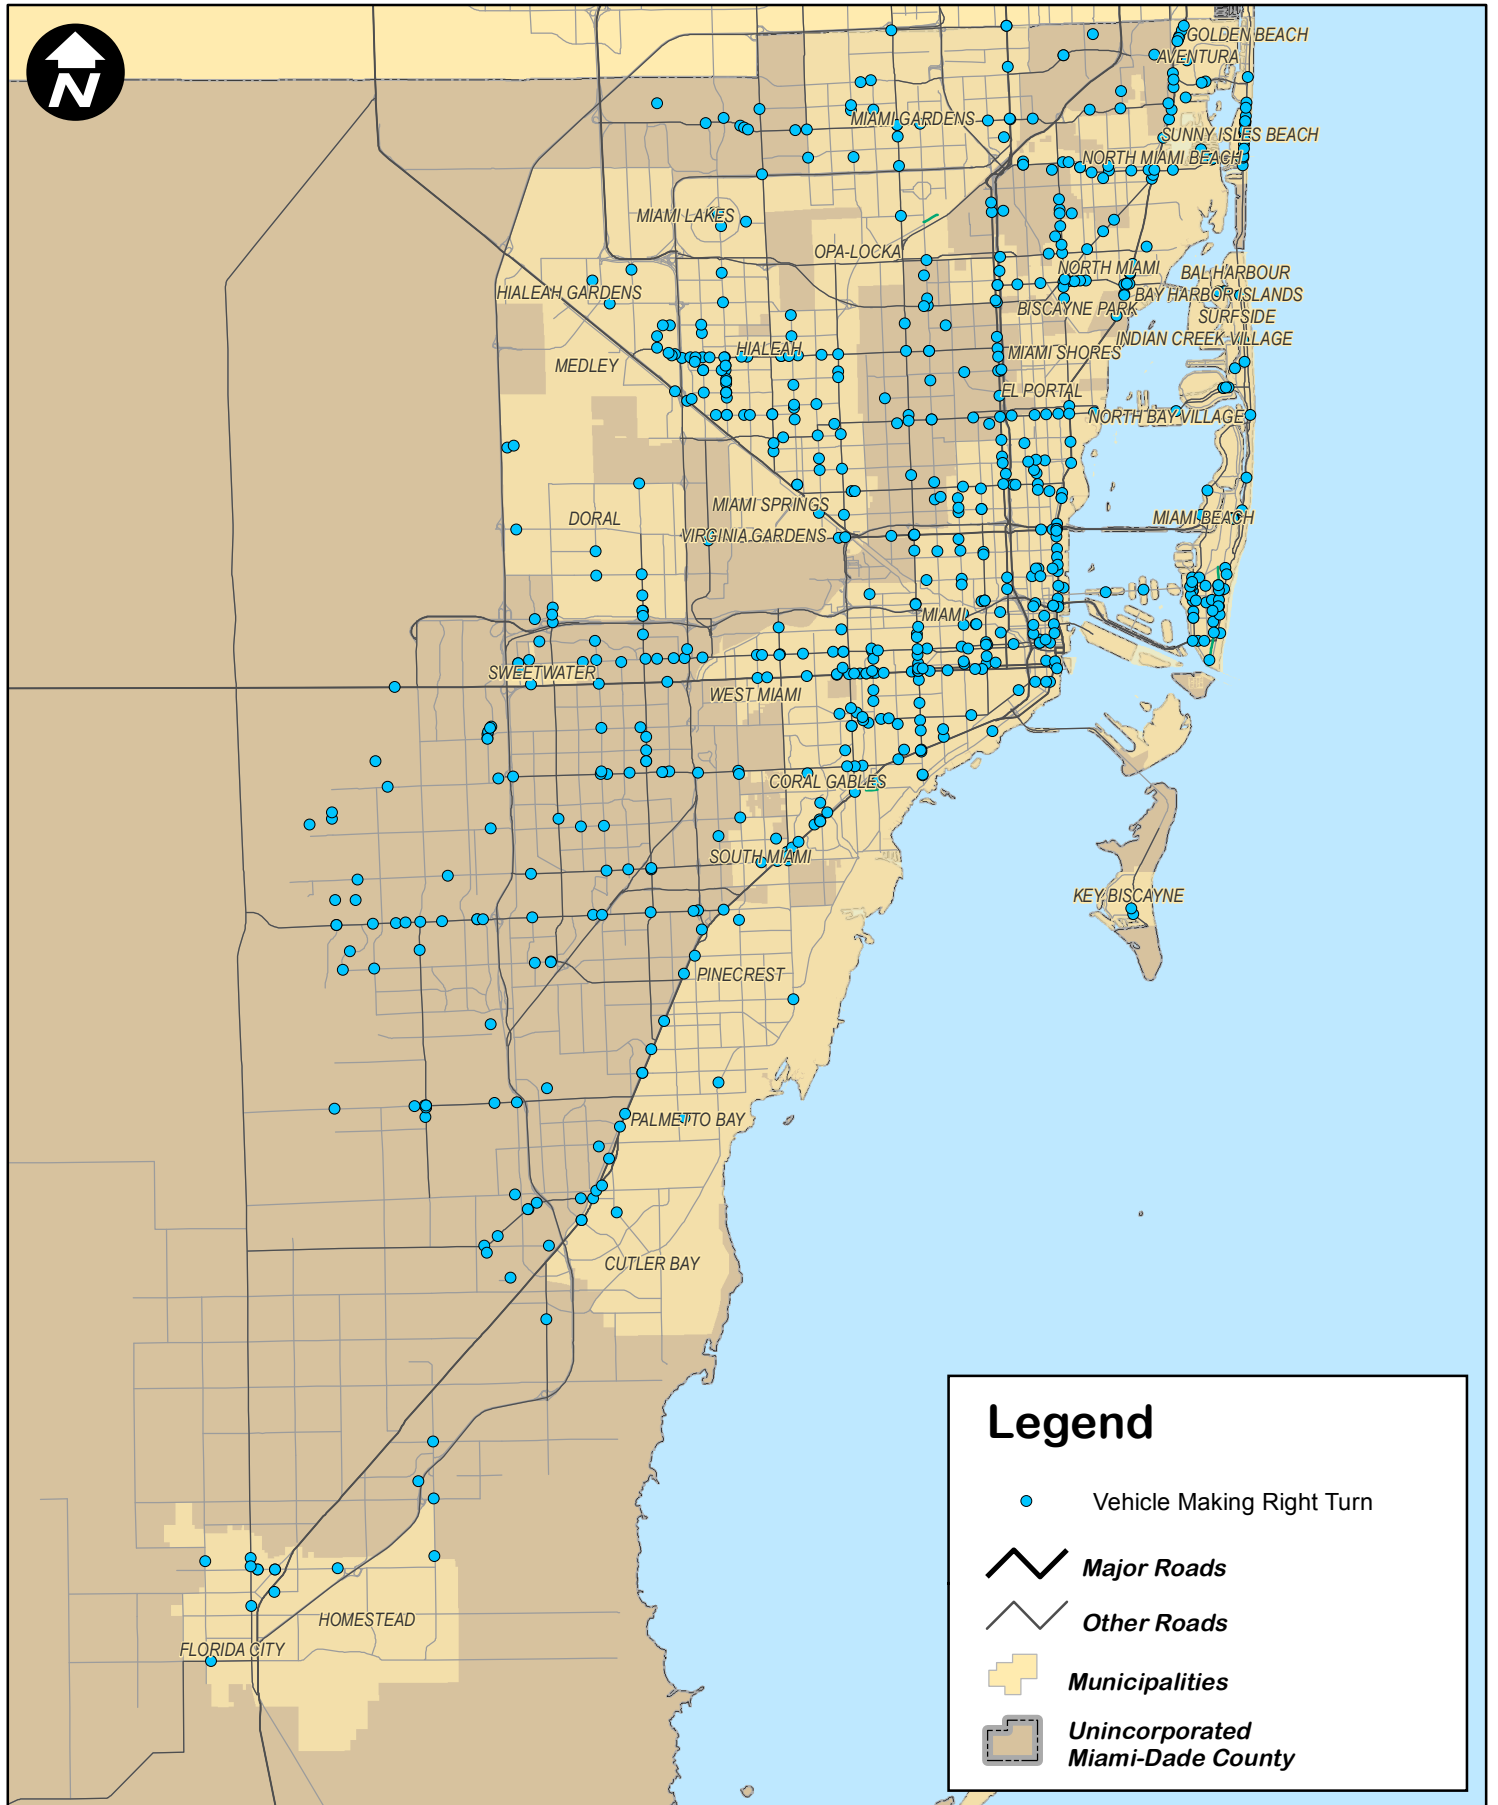 N
GOLDEN BEACH
AVENTURA
MIAMI GARDENS
SUNNY ISLES BEACH
NORTH MIAMI BEACH
MIAMI LAKES
OPA-LOCKA
NORTH MIAMI
BAL HARBOUR
HIALEAH GARDENS
BAY HARBOR ISLANDS
BISCAYNE PARK
SURFSIDE
INDIAN CREEK VILLAGE
HIALEAH
MIAMI SHORES
MEDLEY
EL PORTAL
NORTH BAY VILLAGE
MIAMI SPRINGS
DORAL
MIAMI BEACH
VIRGINIA GARDENS
MIAMI
SWEETWATER
WEST MIAMI
CORAL GABLES
SOUTH MIAMI
KEY BISCAYNE
PINECREST
PALMETTO BAY
CUTLER BAY
HOMESTEAD
FLORIDA CITY
Legend
Vehicle Making Right Turn
Major Roads
Other Roads
Municipalities
Unincorporated
Miami-Dade County